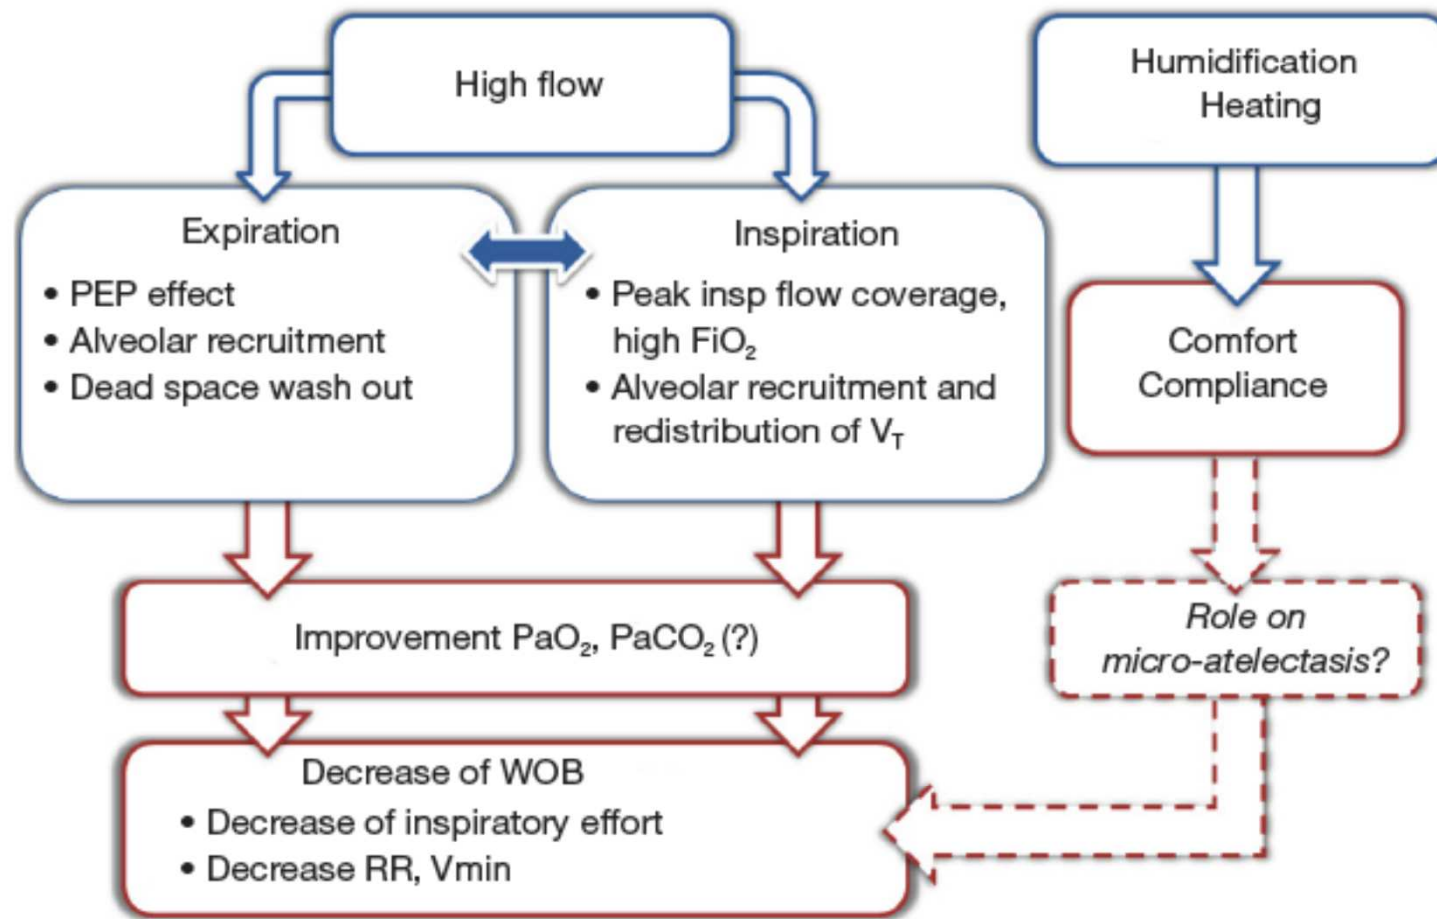 High flow
Humidification
Heating
Expiration
• PEP effect
• Alveolar recruitment
• Dead space wash out
Inspiration
• Peak insp flow coverage,
high FiO₂
• Alveolar recruitment and
redistribution of V_T
Comfort
Compliance
Improvement PaO₂, PaCO₂ (?)
Role on
micro-atelectasis?
Decrease of WOB
• Decrease of inspiratory effort
• Decrease RR, Vmin